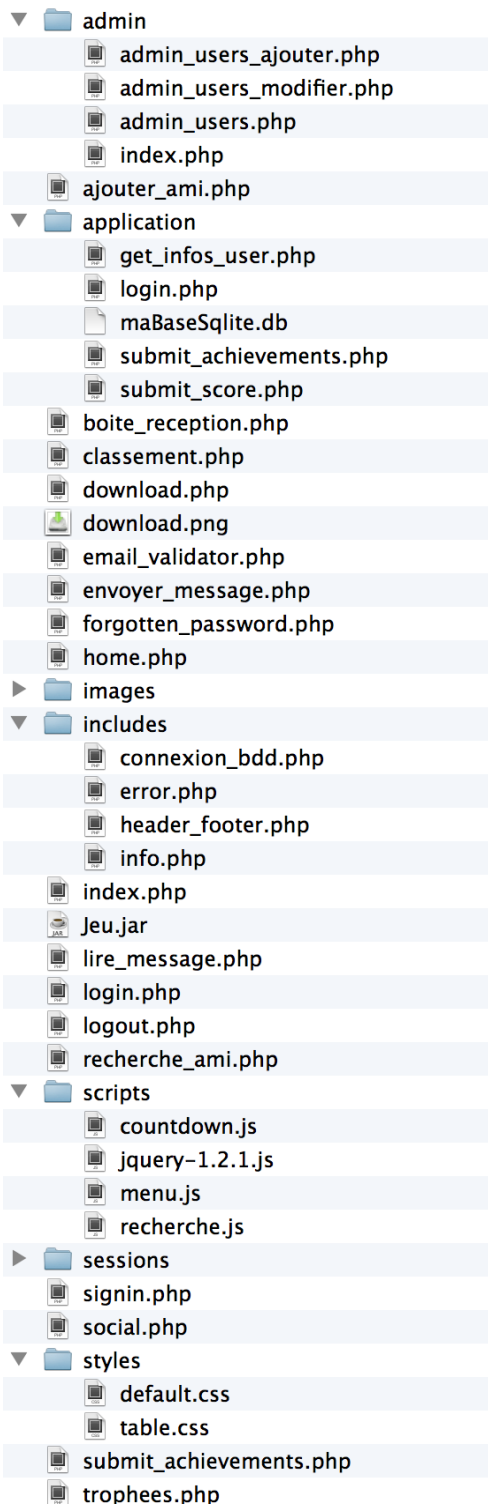 admin
admin_users_ajouter.php
admin_users_modifier.php
admin_users.php
index.php
ajouter_ami.php
application
get_infos_user.php
login.php
maBaseSqlite.db
submit_achievements.php
submit_score.php
boite_reception.php
classement.php
download.php
download.png
email_validator.php
envoyer_message.php
forgotten_password.php
home.php
images
includes
connexion_bdd.php
error.php
header_footer.php
info.php
index.php
Jeu.jar
lire_message.php
login.php
logout.php
recherche_ami.php
scripts
countdown.js
jquery-1.2.1.js
menu.js
recherche.js
sessions
signin.php
social.php
styles
default.css
table.css
submit_achievements.php
trophees.php